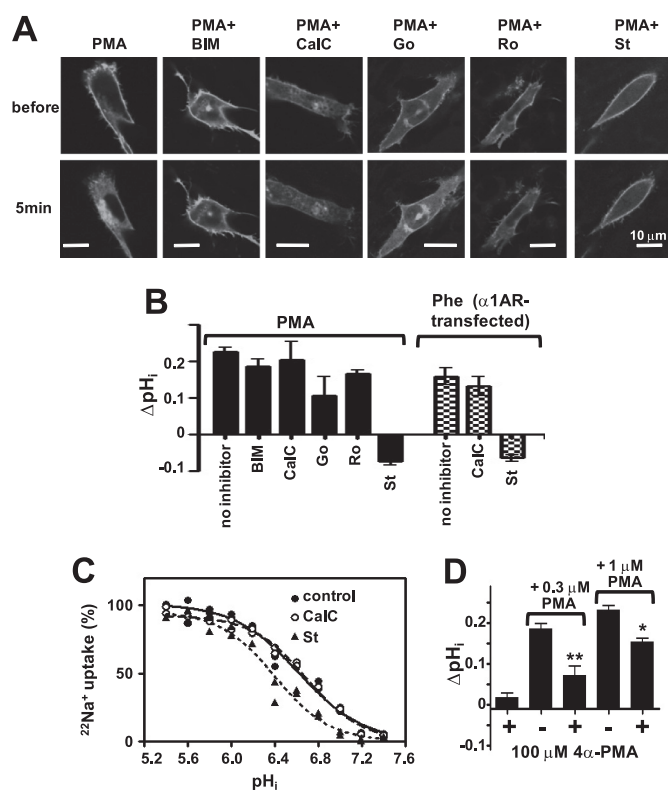 A
PMA
PMA+ BIM
PMA+ CalC
PMA+ Go
PMA+ Ro
PMA+ St
before
5min
10 μm
B
PMA
Phe (α1AR-transfected)
ΔpHi
0.2
0.1
0
-0.1
no inhibitor
BIM
CalC
Go
Ro
St
no inhibitor
CalC
St
C
control
CalC
St
22Na+ uptake (%)
100
50
0
5.2 5.6 6.0 6.4 6.8 7.2 7.6
pHi
D
+ 0.3 μM PMA
+ 1 μM PMA
**
*
ΔpHi
0.2
0.1
0
-0.1
+ - + - +
100 μM 4α-PMA